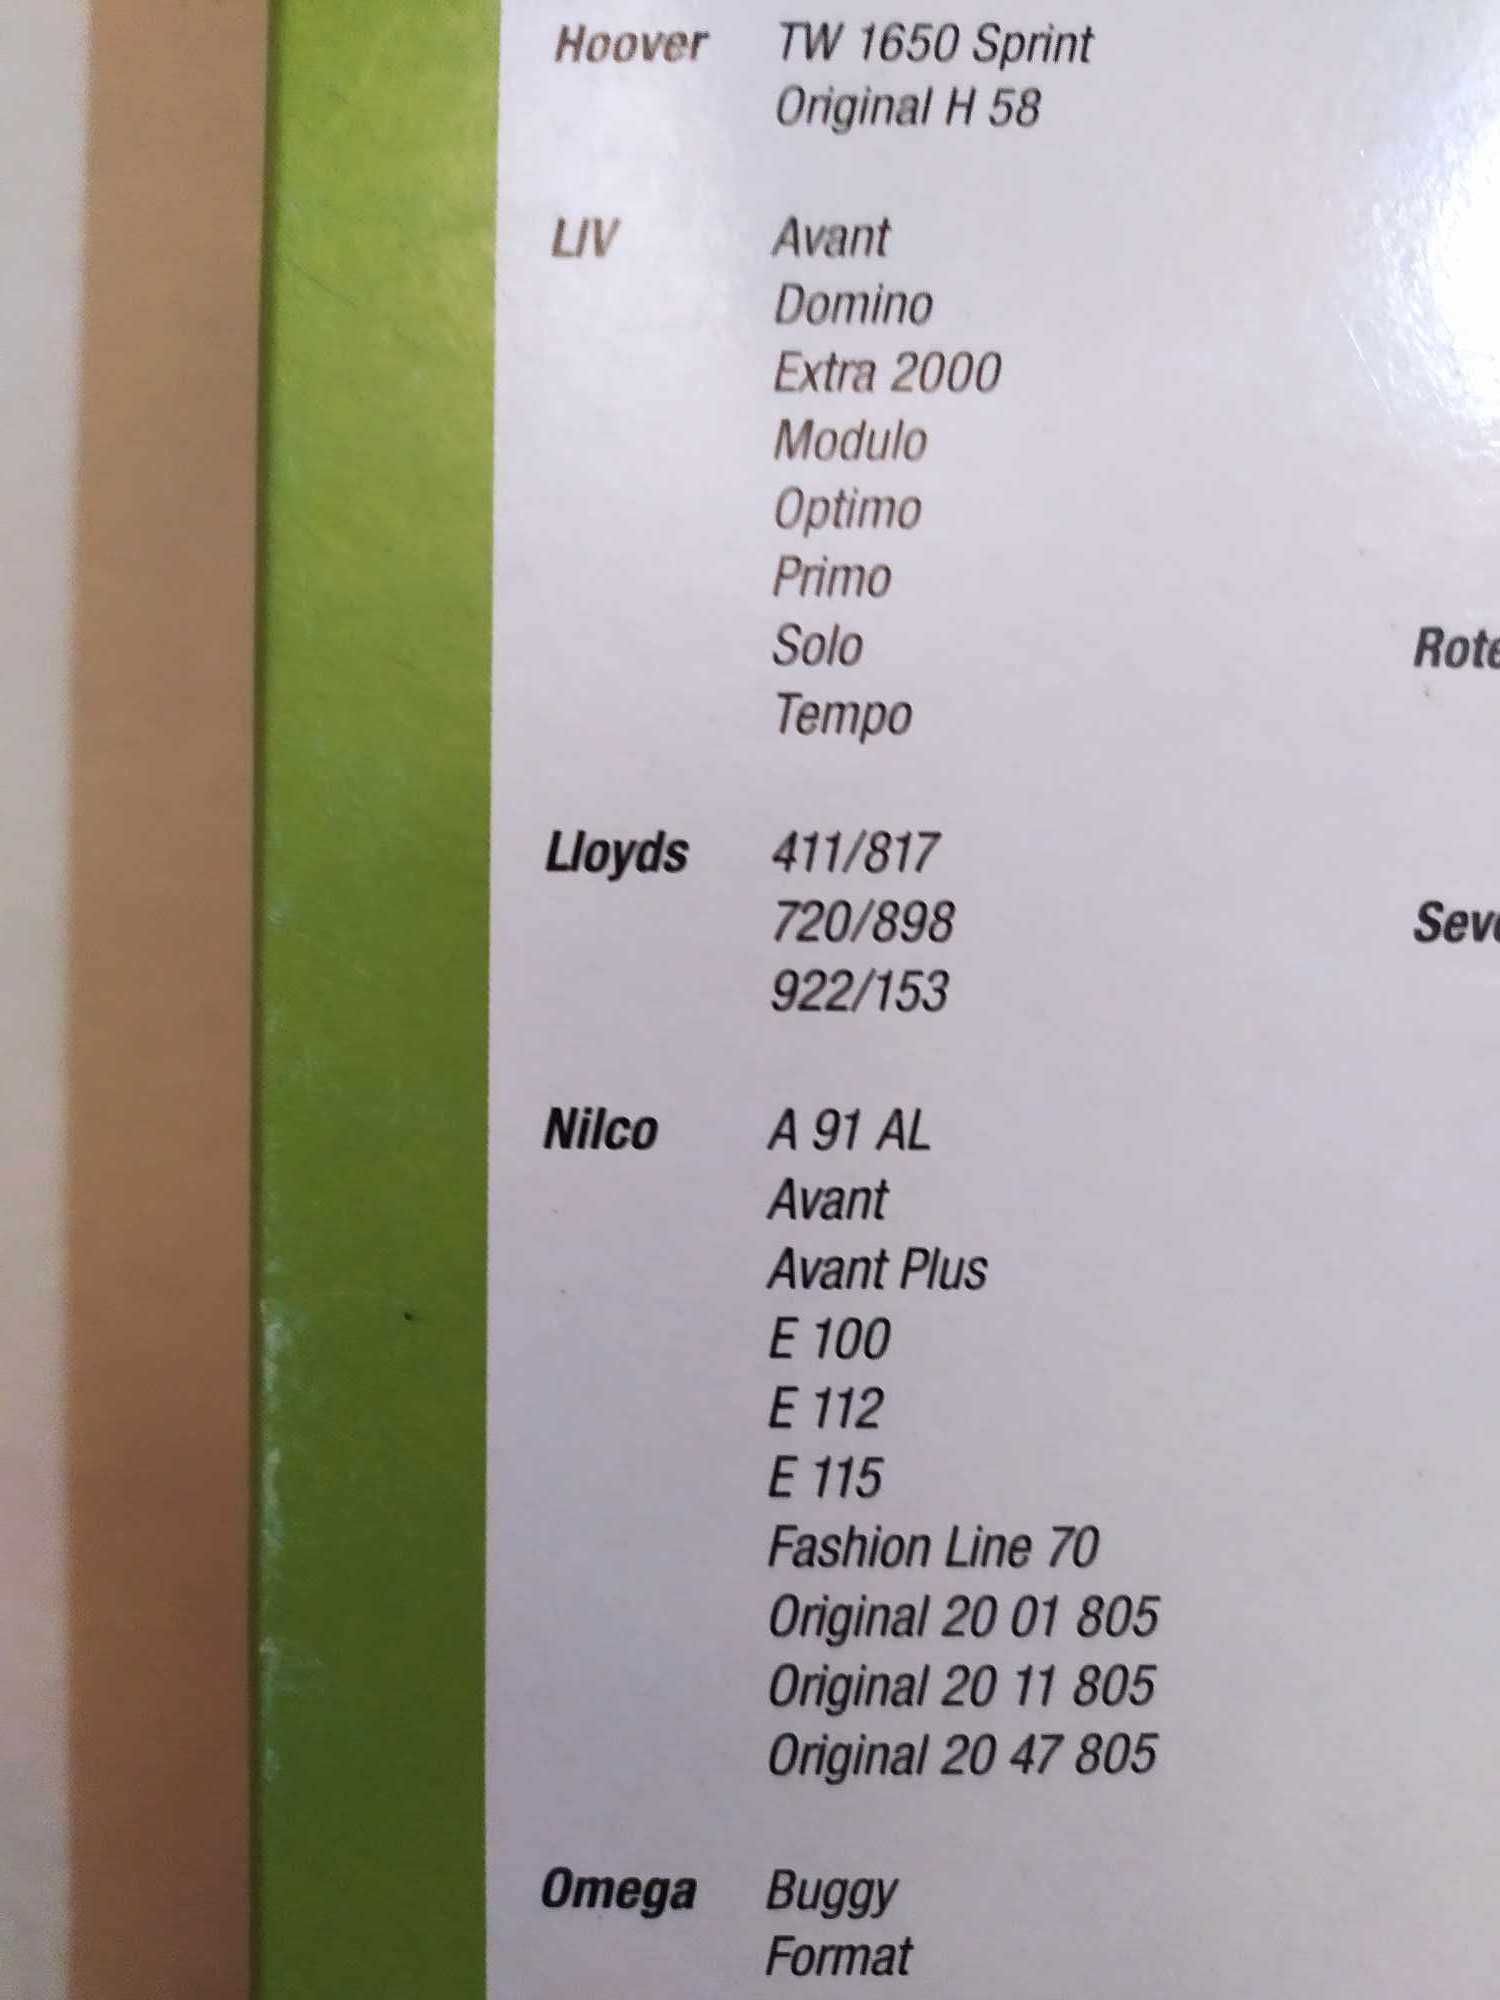 Hoover TW 1650 Sprint
Original H 58
LIV Avant
Domino
Extra 2000
Modulo
Optimo
Primo
Solo
Tempo
Lloyds 411/817
720/898
922/153
Nilco A 91 AL
Avant
Avant Plus
E 100
E 112
E 115
Fashion Line 70
Original 20 01 805
Original 20 11 805
Original 20 47 805
Omega Buggy
Format